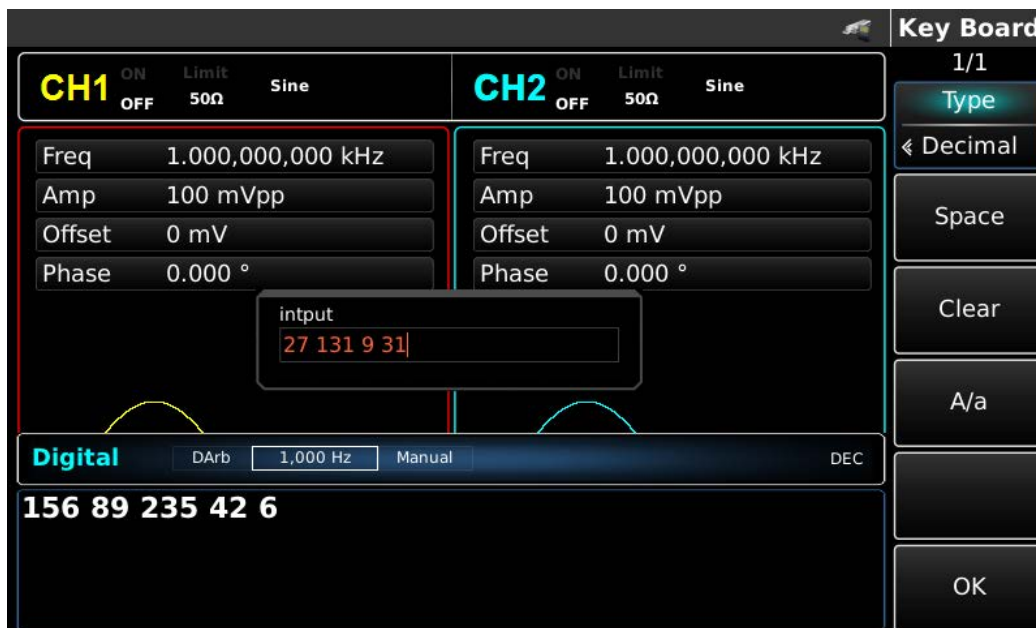 Key Board
1/1
CH1 ON OFF Limit 50Ω Sine
CH2 ON OFF Limit 50Ω Sine
Type
Decimal
Freq 1.000,000,000 kHz
Amp 100 mVpp
Offset 0 mV
Phase 0.000 °
Freq 1.000,000,000 kHz
Amp 100 mVpp
Offset 0 mV
Phase 0.000 °
Space
intput
27 131 9 31
Clear
A/a
Digital DArb 1,000 Hz Manual DEC
156 89 235 42 6
OK